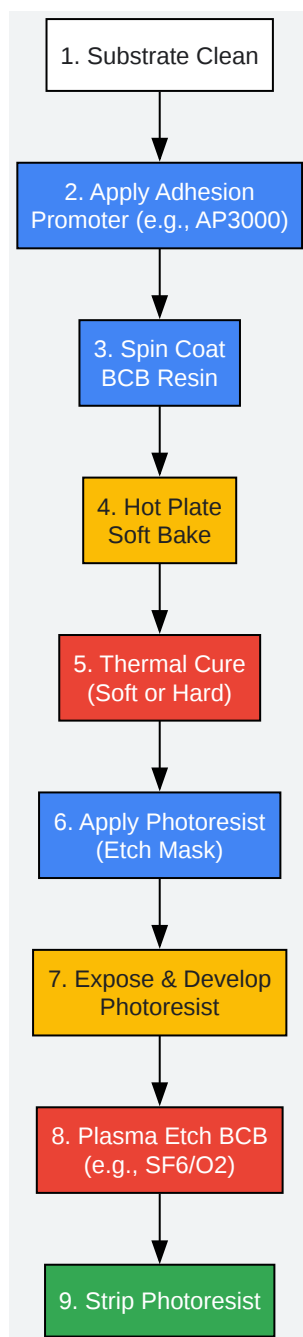 1. Substrate Clean
2. Apply Adhesion
Promoter (e.g., AP3000)
3. Spin Coat
BCB Resin
4. Hot Plate
Soft Bake
5. Thermal Cure
(Soft or Hard)
6. Apply Photoresist
(Etch Mask)
7. Expose & Develop
Photoresist
8. Plasma Etch BCB
(e.g., SF6/O2)
9. Strip Photoresist